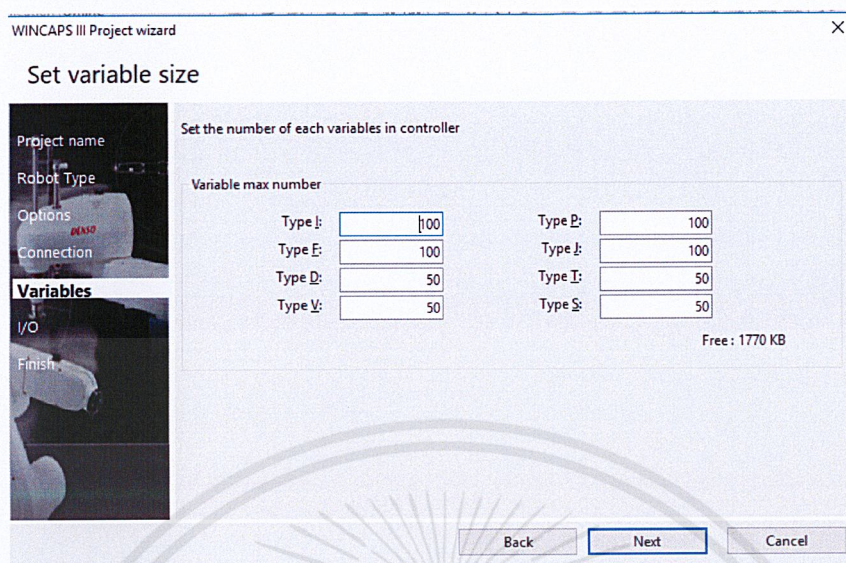 WINCAPS III Project wizard
Set variable size
Project name
Robot Type
Options
Connection
Variables
I/O
Finish
DENSO
Set the number of each variables in controller
Variable max number
Type I: 100
Type F: 100
Type D: 50
Type V: 50
Type P: 100
Type J: 100
Type T: 50
Type S: 50
Free : 1770 KB
Back Next Cancel